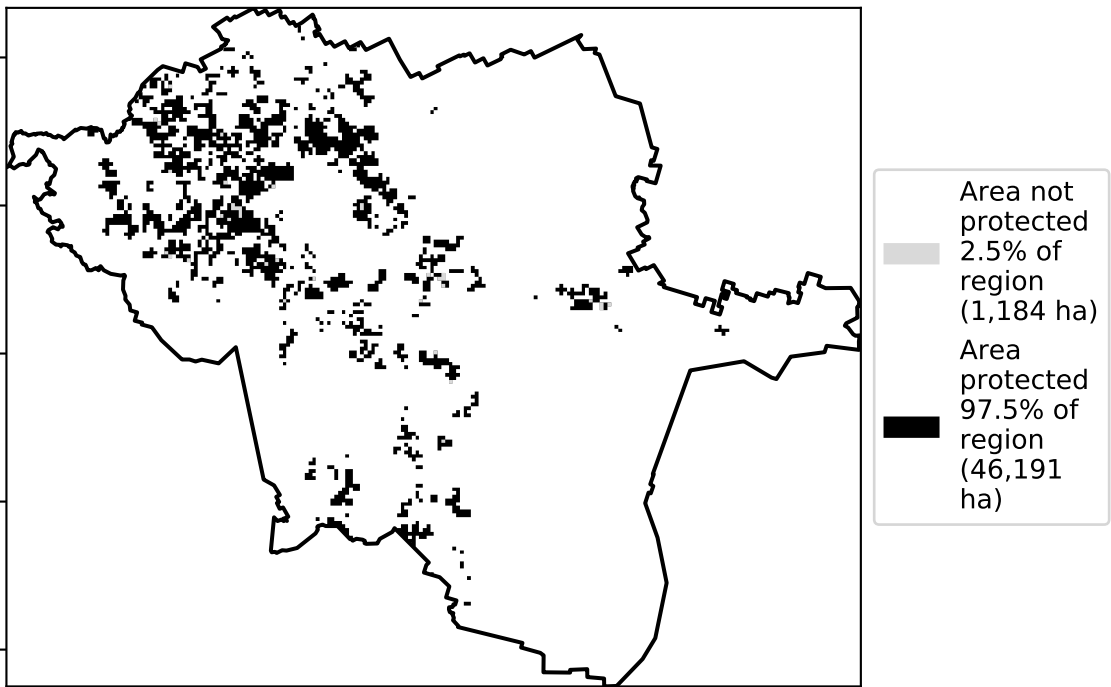 Area not
protected
2.5% of
region
(1,184 ha)
Area
protected
97.5% of
region
(46,191
ha)